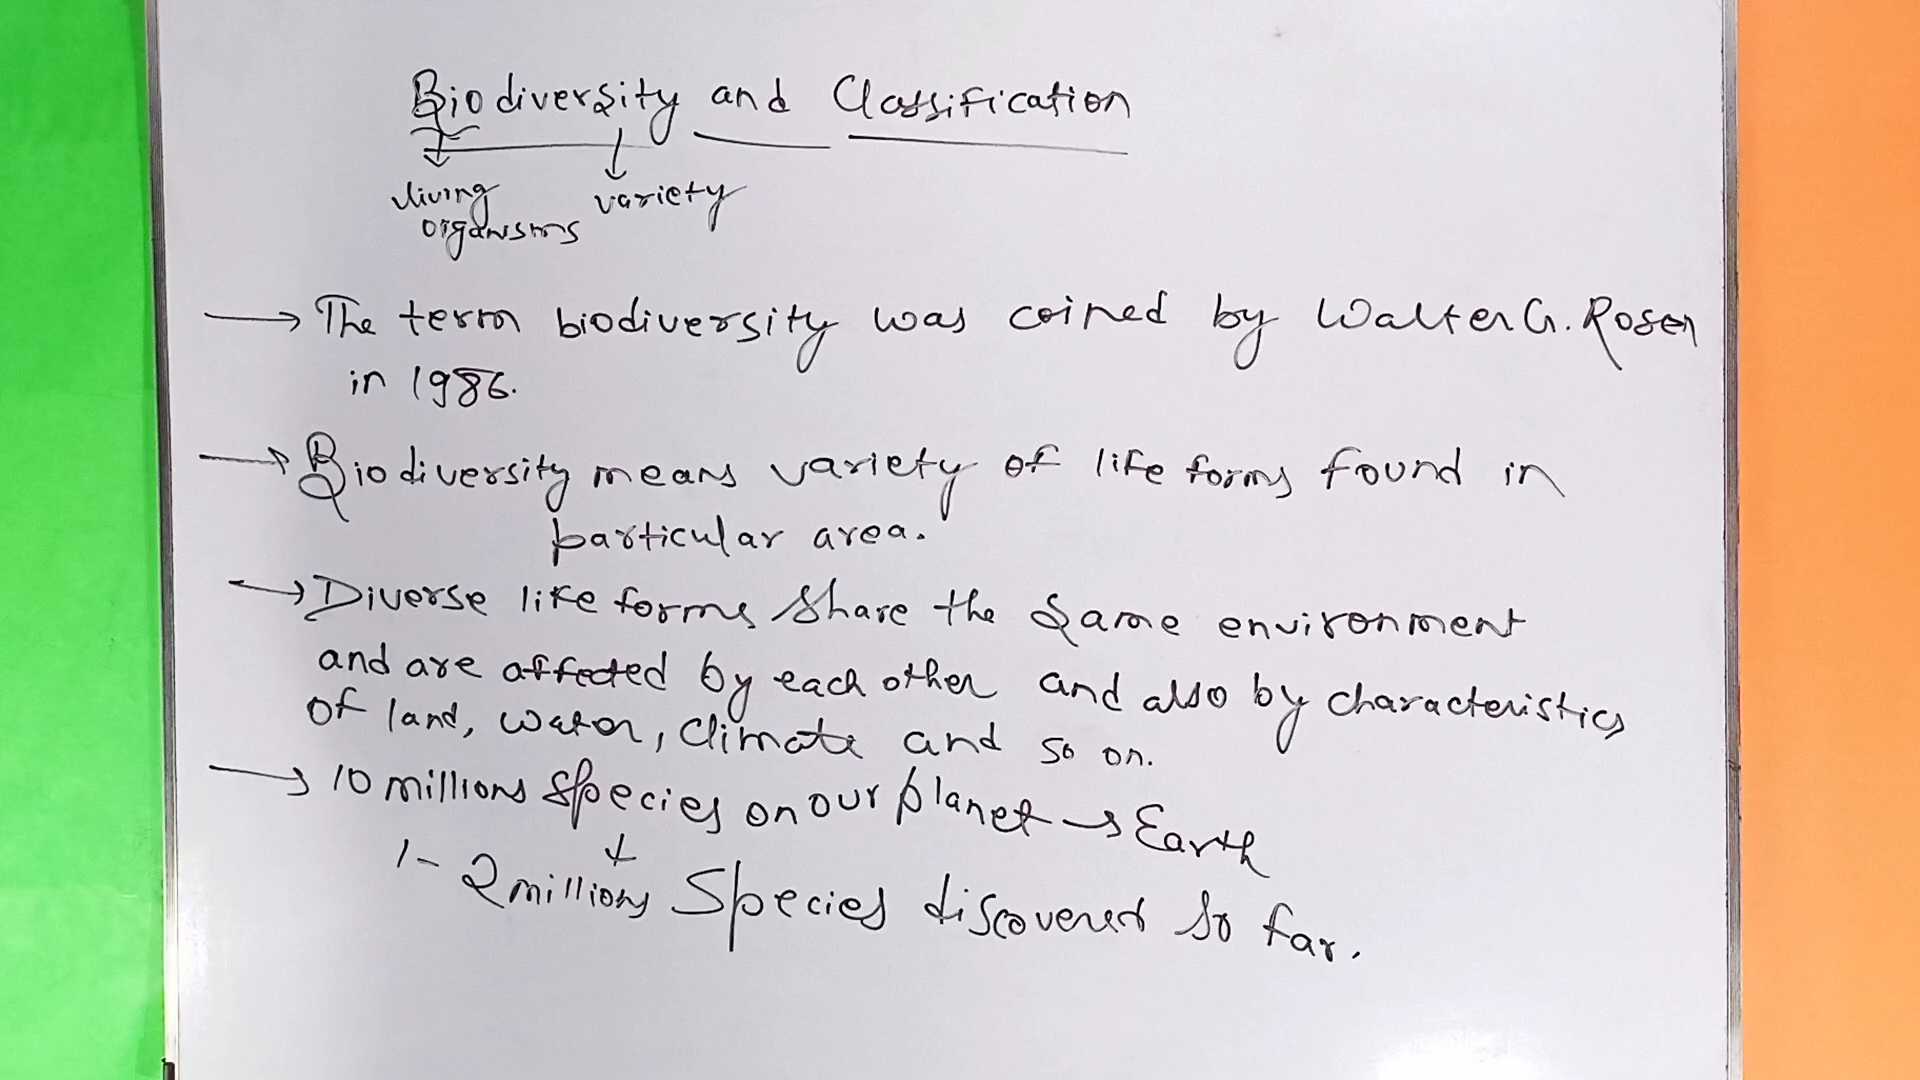 Biodiversity and Classification
living variety
organisms
→ The term biodiversity was coined by Walter G. Rosen
in 1986.
→ Biodiversity means variety of life forms found in
particular area.
→ Diverse life forms share the same environment
and are affected by each other and also by characteristics
of land, water, climate and so on.
→ 10 millions species on our planet → Earth
1-2 millions Species discovered so far.